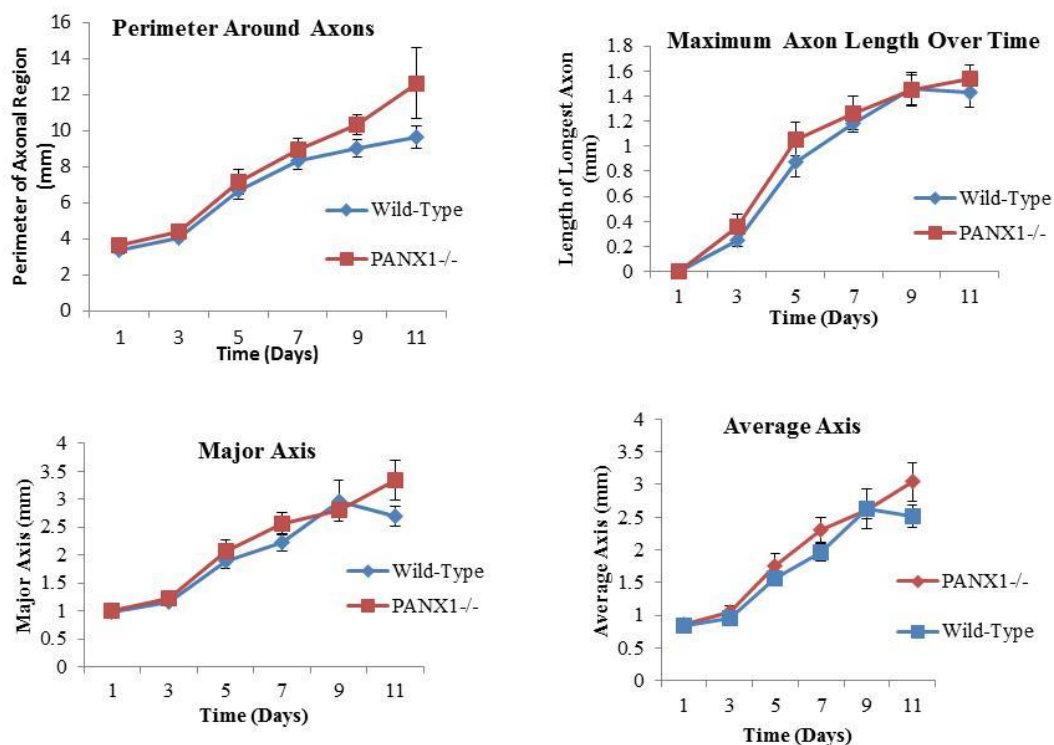 Perimeter Around Axons
16
14
12
10
8
6
4
2
0
Perimeter of Axonal Region
(mm)
Wild-Type
PANX1-/-
1 3 5 7 9 11
Time (Days)
Maximum Axon Length Over Time
1.8
1.6
1.4
1.2
1
0.8
0.6
0.4
0.2
0
Length of Longest Axon
(mm)
Wild-Type
PANX1-/-
1 3 5 7 9 11
Time (Days)
Major Axis
4
3.5
3
2.5
2
1.5
1
0.5
0
Major Axis (mm)
Wild-Type
PANX1-/-
1 3 5 7 9 11
Time (Days)
Average Axis
4
3.5
3
2.5
2
1.5
1
0.5
0
Average Axis (mm)
PANX1-/-
Wild-Type
1 3 5 7 9 11
Time (Days)